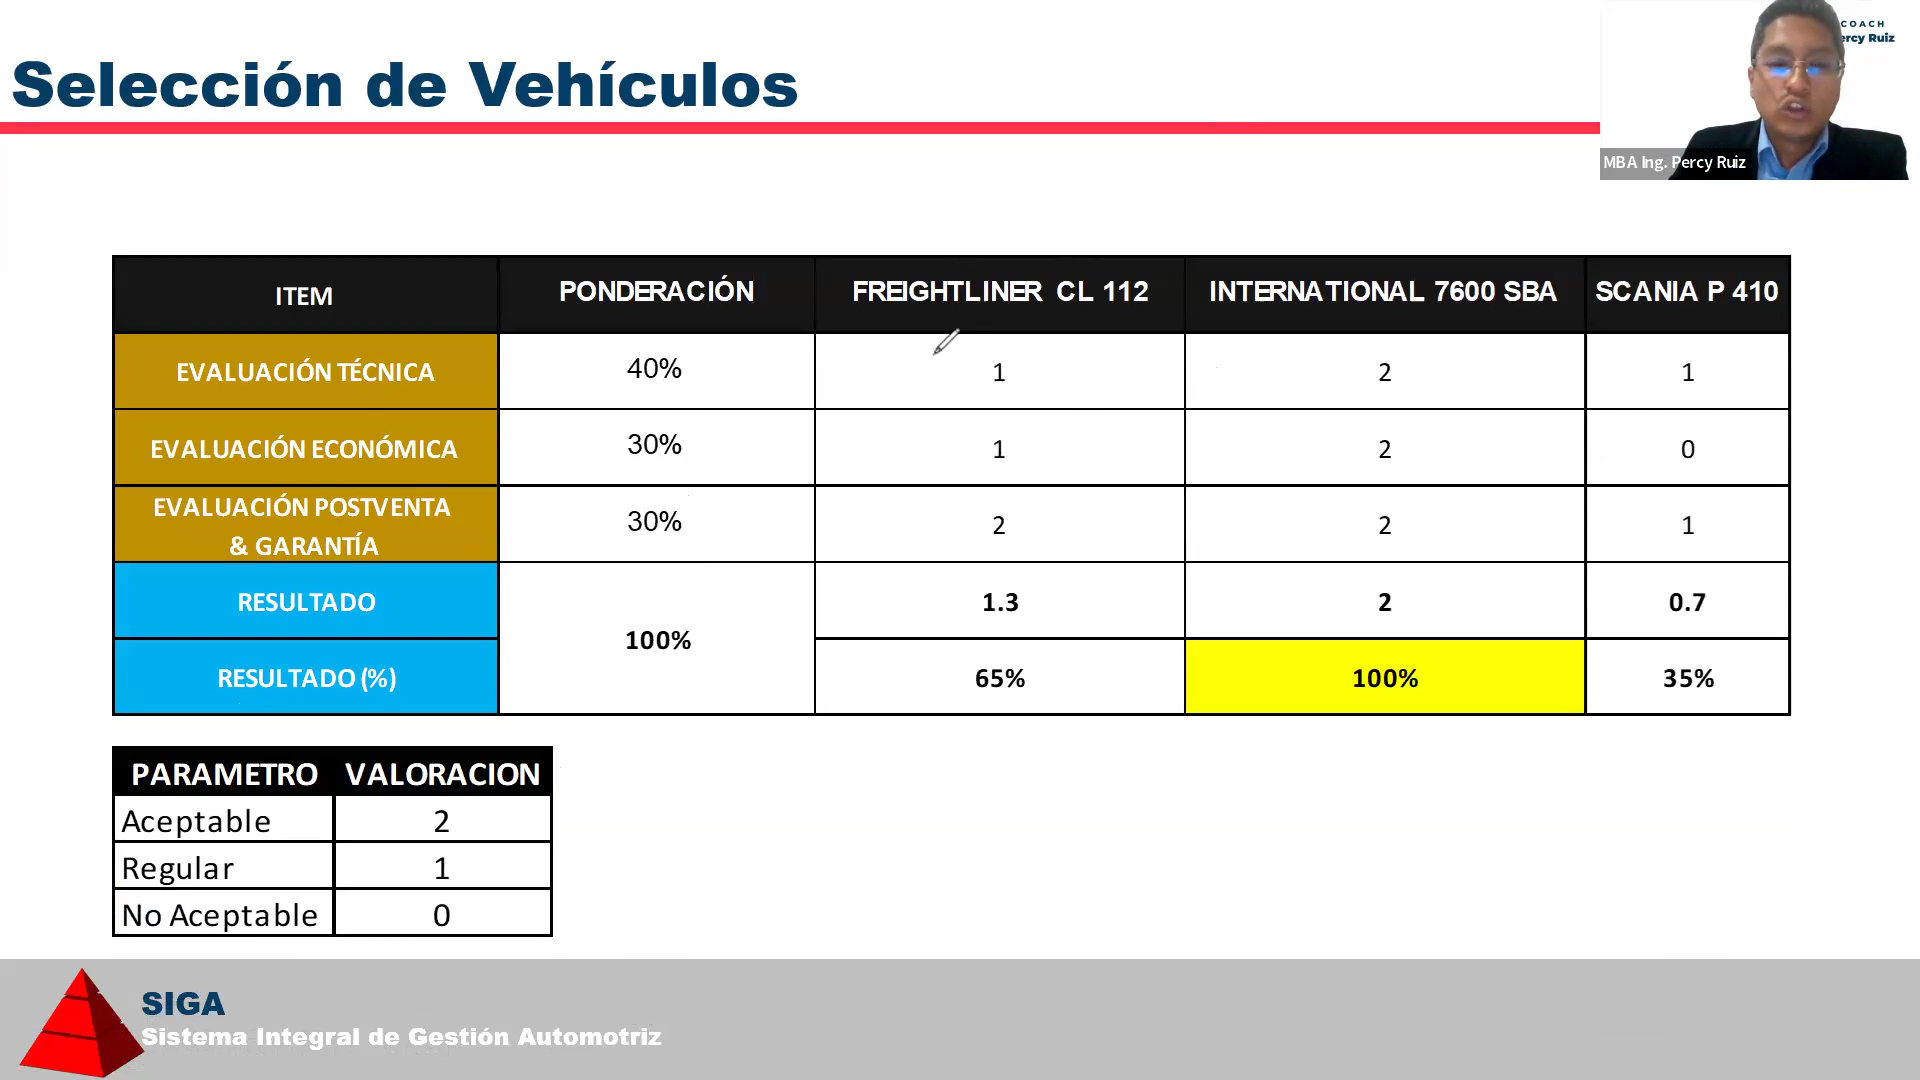 Selección de Vehículos
COACH
ercy Ruiz
MBA Ing. Percy Ruiz
ITEM PONDERACIÓN FREIGHTLINER CL 112 INTERNATIONAL 7600 SBA SCANIA P 410
EVALUACIÓN TÉCNICA 40% 1 2 1
EVALUACIÓN ECONÓMICA 30% 1 2 0
EVALUACIÓN POSTVENTA
& GARANTÍA 30% 2 2 1
RESULTADO 100% 1.3 2 0.7
RESULTADO (%) 65% 100% 35%
PARAMETRO VALORACION
Aceptable 2
Regular 1
No Aceptable 0
SIGA
Sistema Integral de Gestión Automotriz